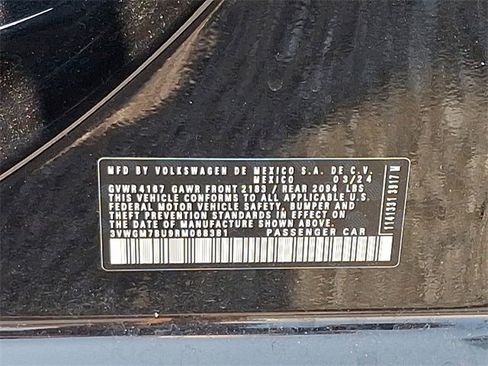 MFD BY VOLKSWAGEN DE MEXICO S.A. DE C.V.
MEXICO 03/24
GVWR 4167 GAWR FRONT 2183 / REAR 2094 LBS
THIS VEHICLE CONFORMS TO ALL APPLICABLE U.S.
FEDERAL MOTOR VEHICLE SAFETY, BUMPER AND
THEFT PREVENTION STANDARDS IN EFFECT ON
THE DATE OF MANUFACTURE SHOWN ABOVE.
3VWGM7BU9RM068381 PASSENGER CAR